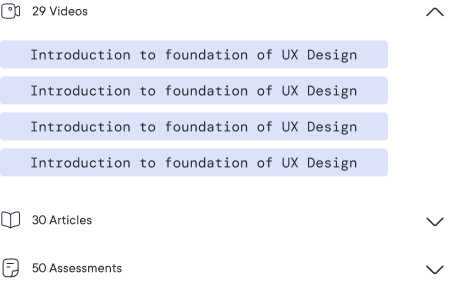 29 Videos
Introduction to foundation of UX Design
Introduction to foundation of UX Design
Introduction to foundation of UX Design
Introduction to foundation of UX Design
30 Articles
50 Assessments